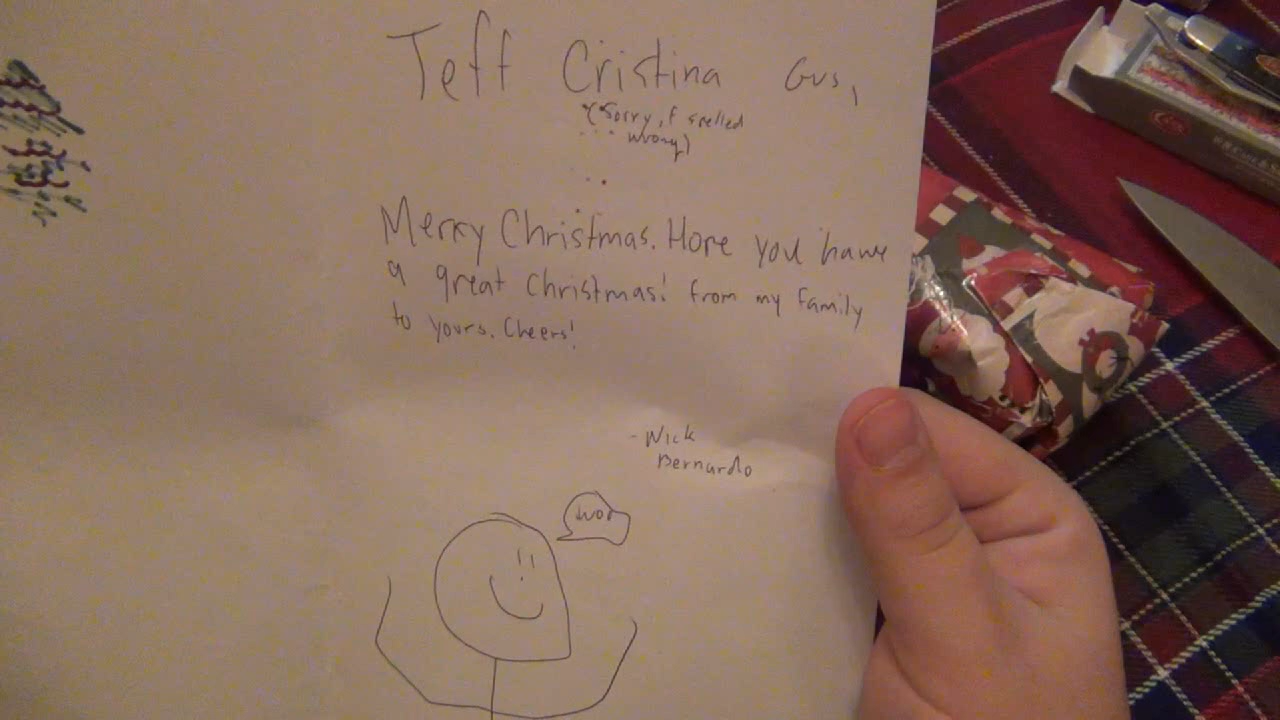 Jeff Cristina Gus,
(Sorry, if spelled
wrong)
Merry Christmas. Hope you have
a great Christmas! from my family
to yours. Cheers!
- Nick
Bernardo
CASE